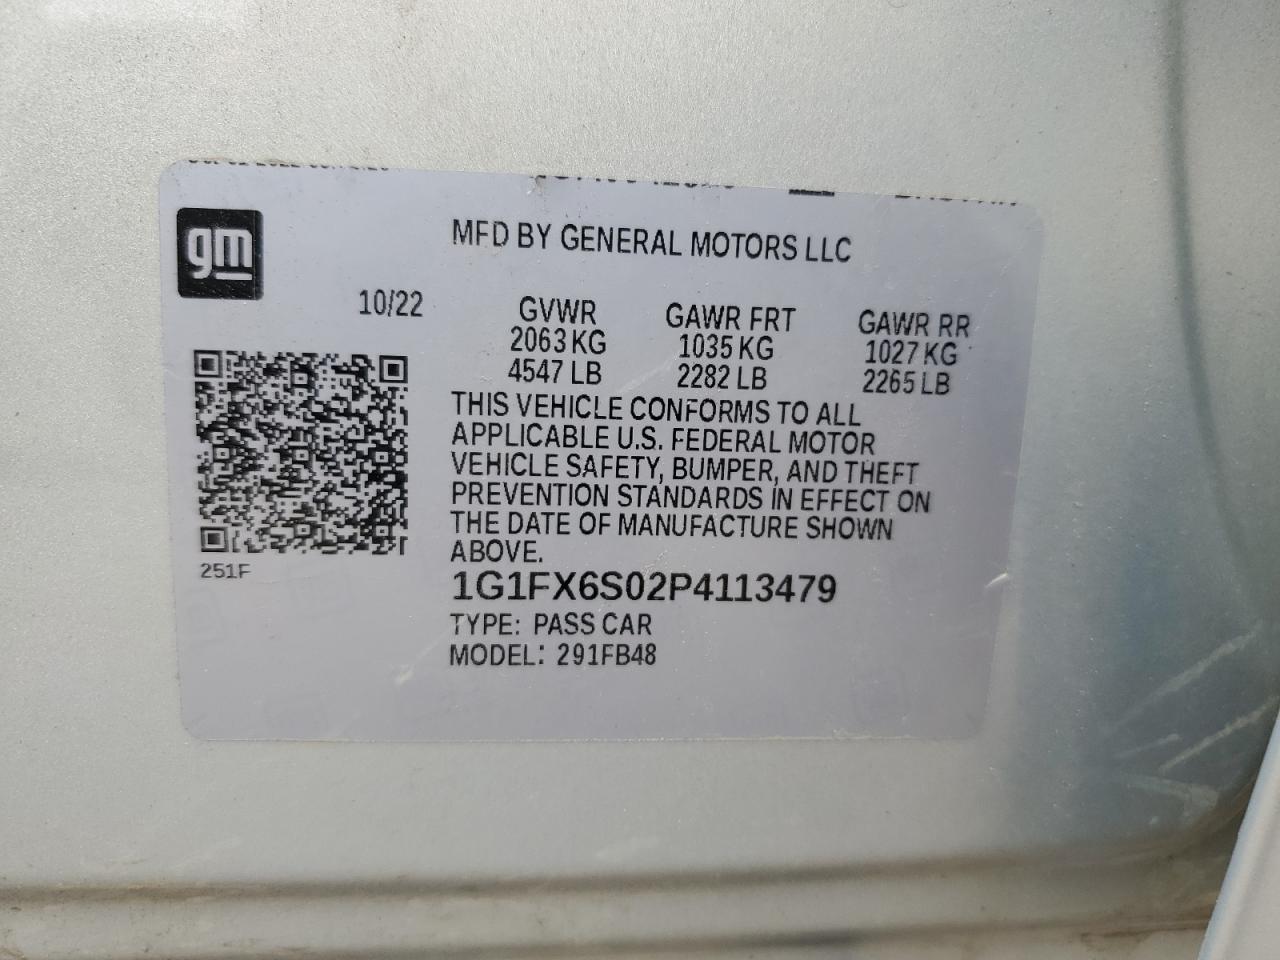 gm
MFD BY GENERAL MOTORS LLC
10/22
GVWR
2063 KG
4547 LB
GAWR FRT
1035 KG
2282 LB
GAWR RR
1027 KG
2265 LB
THIS VEHICLE CONFORMS TO ALL
APPLICABLE U.S. FEDERAL MOTOR
VEHICLE SAFETY, BUMPER, AND THEFT
PREVENTION STANDARDS IN EFFECT ON
THE DATE OF MANUFACTURE SHOWN
ABOVE.
251F
1G1FX6S02P4113479
TYPE: PASS CAR
MODEL: 291FB48